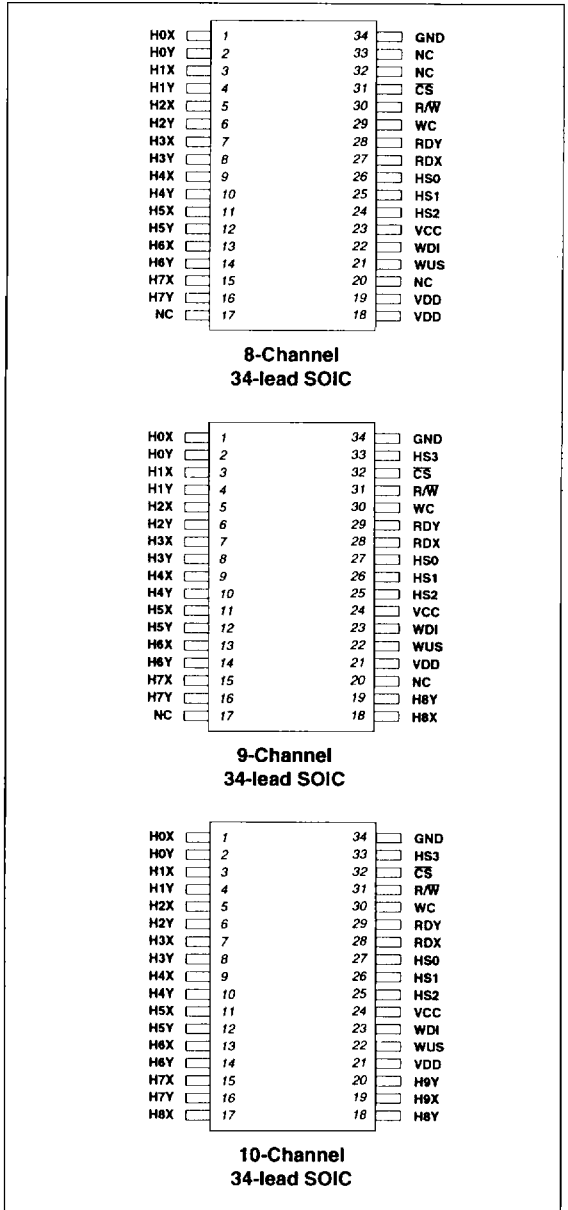 H0X 1 34 GND
H0Y 2 33 NC
H1X 3 32 NC
H1Y 4 31 C̅S̅
H2X 5 30 R/W̅
H2Y 6 29 WC
H3X 7 28 RDY
H3Y 8 27 RDX
H4X 9 26 HS0
H4Y 10 25 HS1
H5X 11 24 HS2
H5Y 12 23 VCC
H6X 13 22 WDI
H6Y 14 21 WUS
H7X 15 20 NC
H7Y 16 19 VDD
NC 17 18 VDD
8-Channel
34-lead SOIC
H0X 1 34 GND
H0Y 2 33 HS3
H1X 3 32 C̅S̅
H1Y 4 31 R/W̅
H2X 5 30 WC
H2Y 6 29 RDY
H3X 7 28 RDX
H3Y 8 27 HS0
H4X 9 26 HS1
H4Y 10 25 HS2
H5X 11 24 VCC
H5Y 12 23 WDI
H6X 13 22 WUS
H6Y 14 21 VDD
H7X 15 20 NC
H7Y 16 19 H8Y
NC 17 18 H8X
9-Channel
34-lead SOIC
H0X 1 34 GND
H0Y 2 33 HS3
H1X 3 32 C̅S̅
H1Y 4 31 R/W̅
H2X 5 30 WC
H2Y 6 29 RDY
H3X 7 28 RDX
H3Y 8 27 HS0
H4X 9 26 HS1
H4Y 10 25 HS2
H5X 11 24 VCC
H5Y 12 23 WDI
H6X 13 22 WUS
H6Y 14 21 VDD
H7X 15 20 H9Y
H7Y 16 19 H9X
H8X 17 18 H8Y
10-Channel
34-lead SOIC